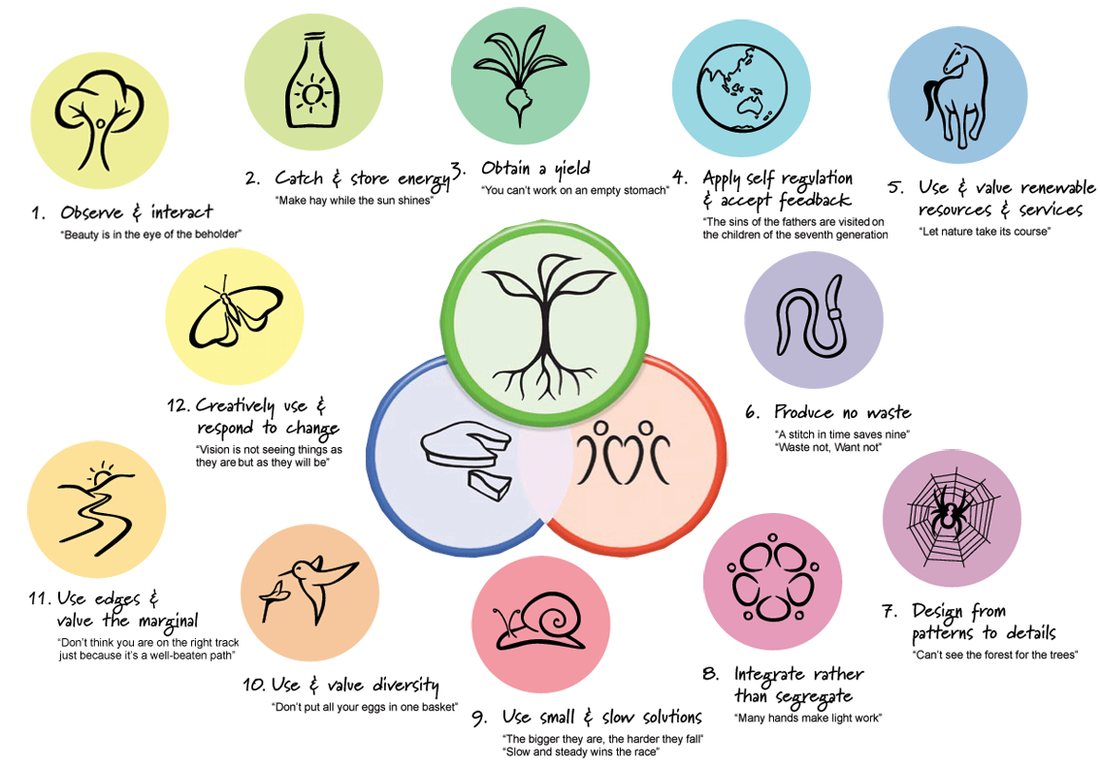 1. Observe & interact
"Beauty is in the eye of the beholder"
2. Catch & store energy
"Make hay while the sun shines"
3. Obtain a yield
"You can't work on an empty stomach"
4. Apply self regulation
& accept feedback
"The sins of the fathers are visited on
the children of the seventh generation
5. Use & value renewable
resources & services
"Let nature take its course"
6. Produce no waste
"A stitch in time saves nine"
"Waste not, Want not"
7. Design from
patterns to details
"Can't see the forest for the trees"
8. Integrate rather
than segregate
"Many hands make light work"
9. Use small & slow solutions
"The bigger they are, the harder they fall"
"Slow and steady wins the race"
10. Use & value diversity
"Don't put all your eggs in one basket"
11. Use edges &
value the marginal
"Don't think you are on the right track
just because it's a well-beaten path"
12. Creatively use &
respond to change
"Vision is not seeing things as
they are but as they will be"